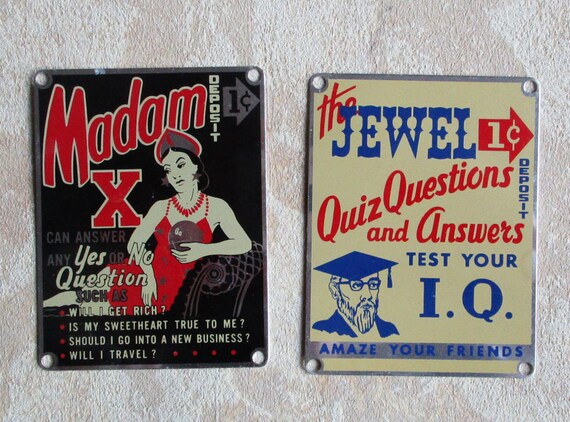 Madam
DEPOSIT
1¢
X
CAN ANSWER
ANY Yes OR No
Question
SUCH AS
• WILL I GET RICH?
• IS MY SWEETHEART TRUE TO ME?
• SHOULD I GO INTO A NEW BUSINESS?
• WILL I TRAVEL? • • • •
the
JEWEL
1¢
DEPOSIT
Quiz Questions
and Answers
TEST YOUR
I.Q.
AMAZE YOUR FRIENDS